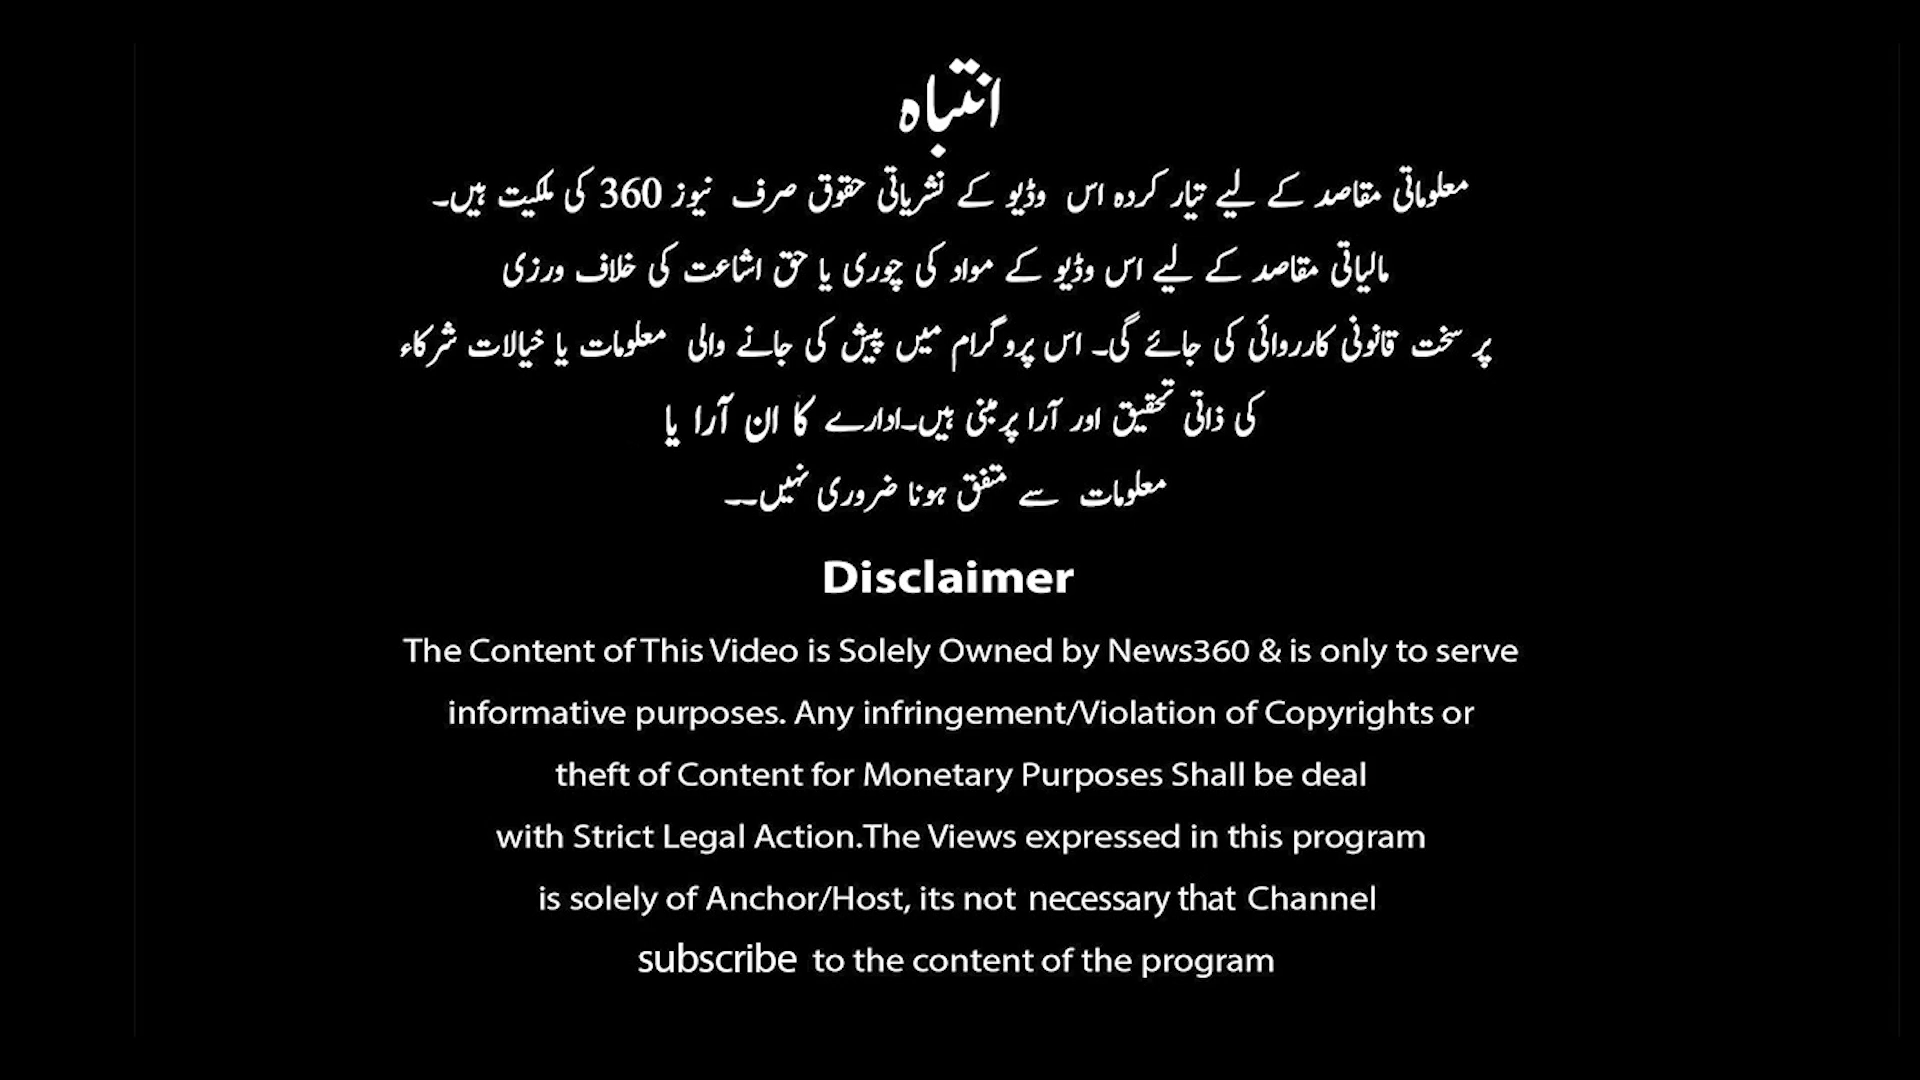 انتباہ
معلوماتی مقاصد کے لیے تیار کردہ اس وڈیو کے نشریاتی حقوق صرف نیوز 360 کی ملکیت ہیں۔
مالیاتی مقاصد کے لیے اس وڈیو کے مواد کی چوری یا حق اشاعت کی خلاف ورزی
پر سخت قانونی کارروائی کی جائے گی۔ اس پروگرام میں پیش کی جانے والی معلومات یا خیالات شرکاء
کی ذاتی تحقیق اور آرا پر مبنی ہیں۔ادارے کا ان آرا یا
معلومات سے متفق ہونا ضروری نہیں۔۔
Disclaimer
The Content of This Video is Solely Owned by News360 & is only to serve
informative purposes. Any infringement/Violation of Copyrights or
theft of Content for Monetary Purposes Shall be deal
with Strict Legal Action.The Views expressed in this program
is solely of Anchor/Host, its not necessary that Channel
subscribe to the content of the program